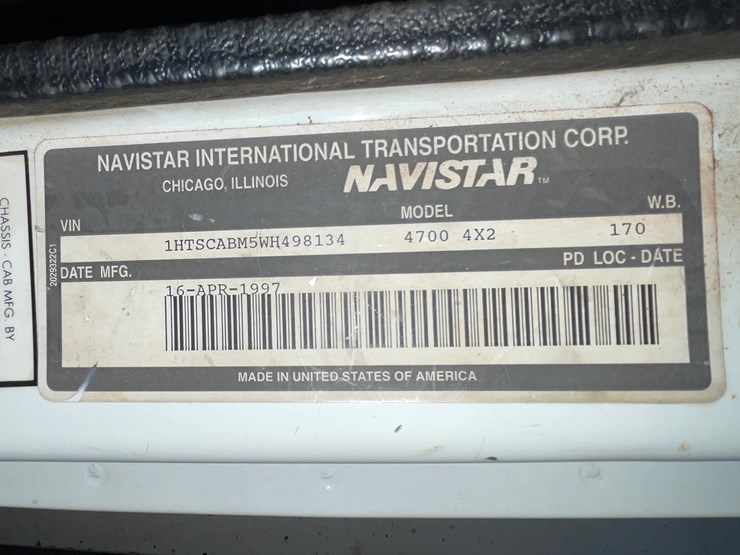 NAVISTAR INTERNATIONAL TRANSPORTATION CORP.
CHICAGO, ILLINOIS NAVISTAR™
VIN MODEL W.B.
1HTSCABM5WH498134 4700 4X2 170
DATE MFG. PD LOC - DATE
16-APR-1997
MADE IN UNITED STATES OF AMERICA
2029322C1
CHASSIS - CAB MFG. BY